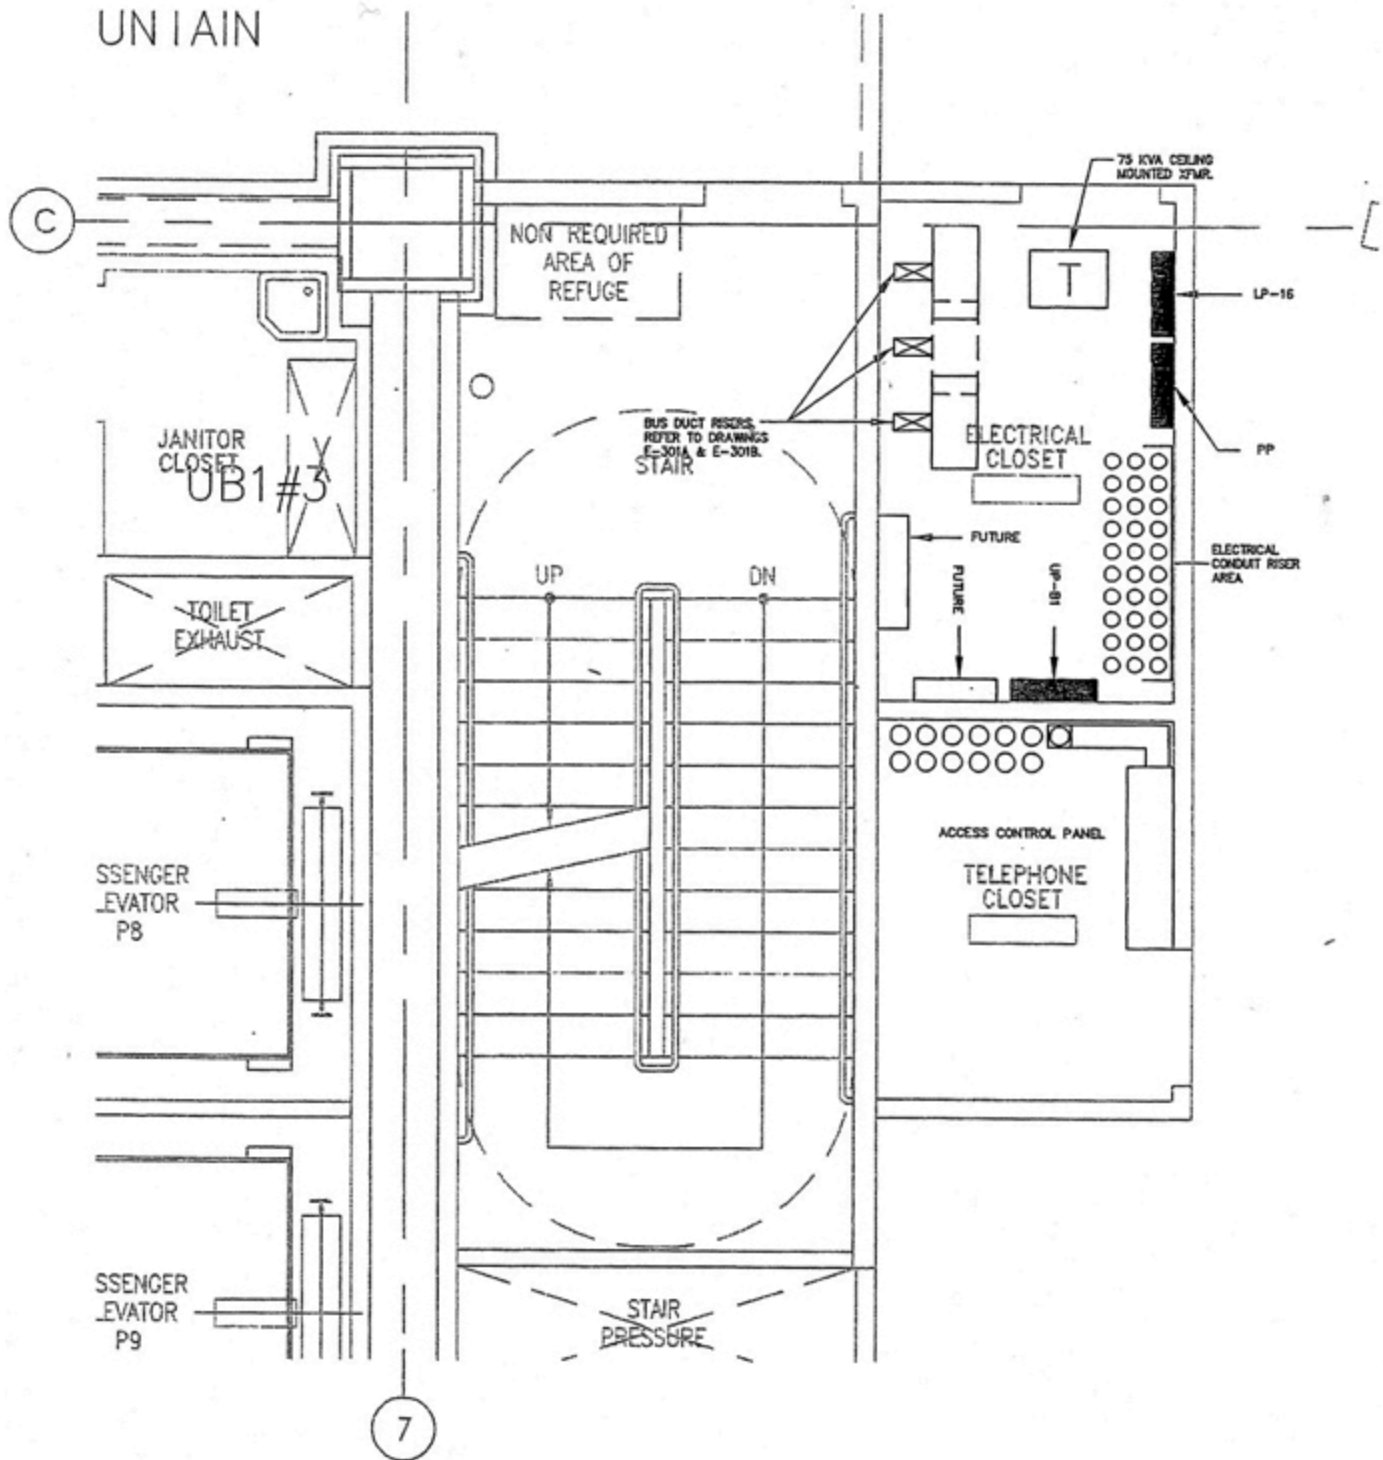 UNTAIN
75 KVA CEILING
MOUNTED XFMR.
C
NON REQUIRED
AREA OF
REFUGE
T
LP-16
BUS DUCT RISERS,
REFER TO DRAWINGS
E-301A & E-301B.
STAIR
ELECTRICAL
CLOSET
PP
JANITOR
CLOSET
UB1#3
FUTURE
ELECTRICAL
CONDUIT RISER
AREA
UP
DN
FUTURE
UP-B1
TOILET
EXHAUST
ACCESS CONTROL PANEL
TELEPHONE
CLOSET
SSENGER
EVATOR
P8
SSENGER
EVATOR
P9
STAIR
PRESSURE
7